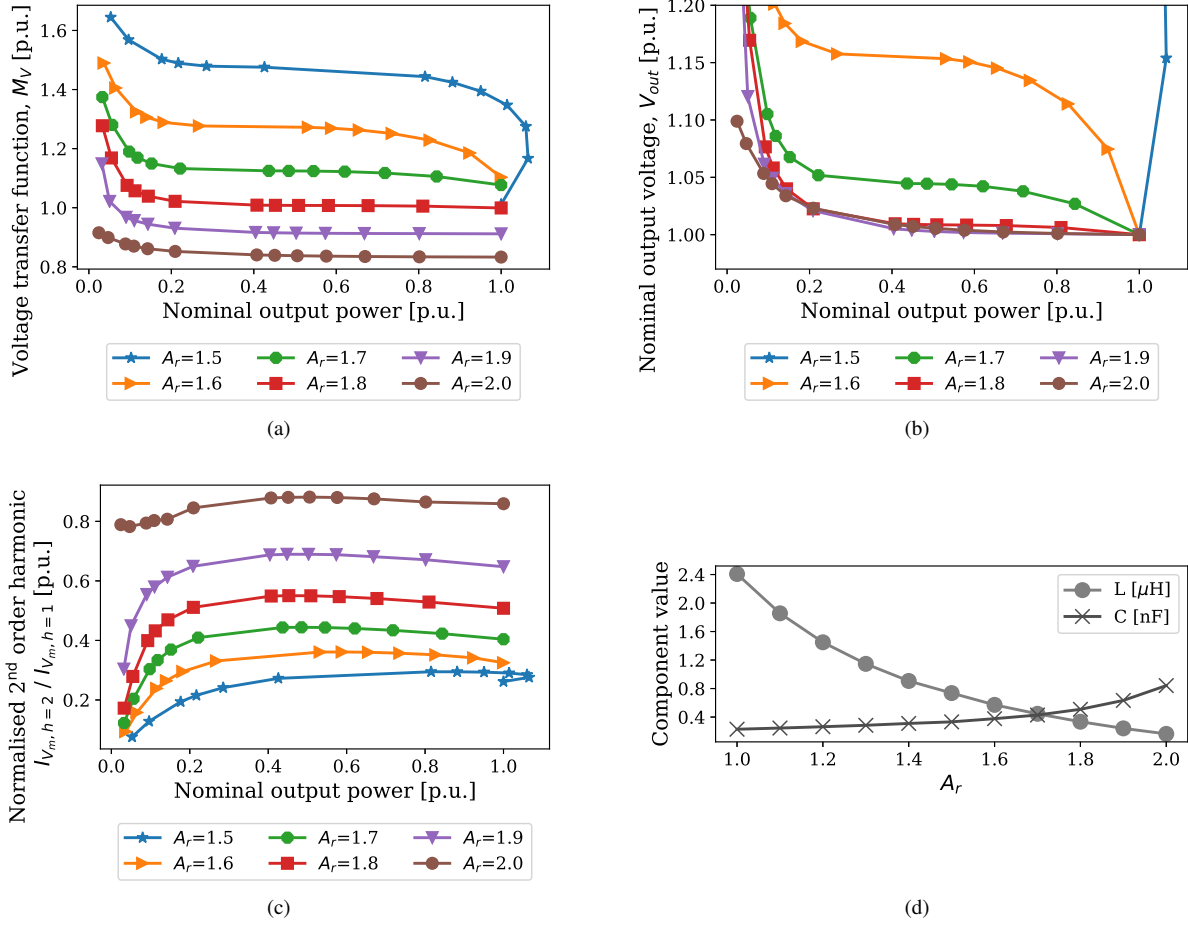 Voltage transfer function, M_V [p.u.]
1.6
1.4
1.2
1.0
0.8
0.0 0.2 0.4 0.6 0.8 1.0
Nominal output power [p.u.]
A_r=1.5 A_r=1.7 A_r=1.9
A_r=1.6 A_r=1.8 A_r=2.0
(a)
Nominal output voltage, V_out [p.u.]
1.20
1.15
1.10
1.05
1.00
0.0 0.2 0.4 0.6 0.8 1.0
Nominal output power [p.u.]
A_r=1.5 A_r=1.7 A_r=1.9
A_r=1.6 A_r=1.8 A_r=2.0
(b)
Normalised 2nd order harmonic
I_{V_m, h=2} / I_{V_m, h=1} [p.u.]
0.8
0.6
0.4
0.2
0.0 0.2 0.4 0.6 0.8 1.0
Nominal output power [p.u.]
A_r=1.5 A_r=1.7 A_r=1.9
A_r=1.6 A_r=1.8 A_r=2.0
(c)
Component value
2.4
2.0
1.6
1.2
0.8
0.4
L [μH]
C [nF]
1.0 1.2 1.4 1.6 1.8 2.0
A_r
(d)